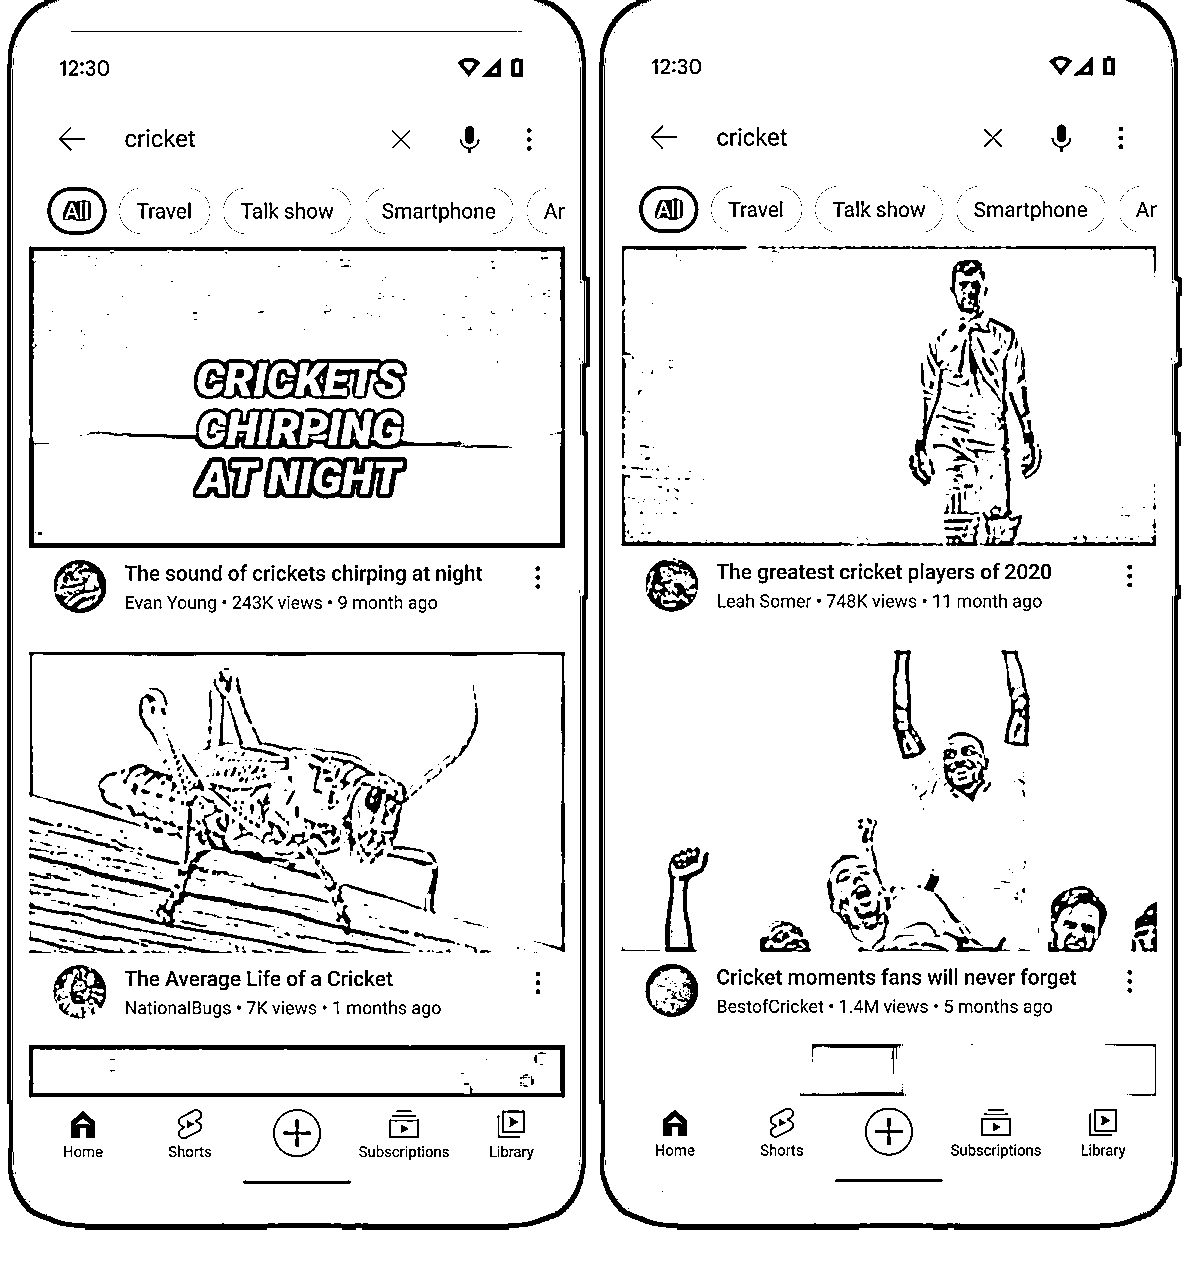 12:30
cricket
All Travel Talk show Smartphone Ar
CRICKETS
CHIRPING
AT NIGHT
The sound of crickets chirping at night
Evan Young • 243K views • 9 month ago
The Average Life of a Cricket
NationalBugs • 7K views • 1 months ago
Home Shorts Subscriptions Library
12:30
cricket
All Travel Talk show Smartphone Ar
The greatest cricket players of 2020
Leah Somer • 748K views • 11 month ago
Cricket moments fans will never forget
BestofCricket • 1.4M views • 5 months ago
Home Shorts Subscriptions Library